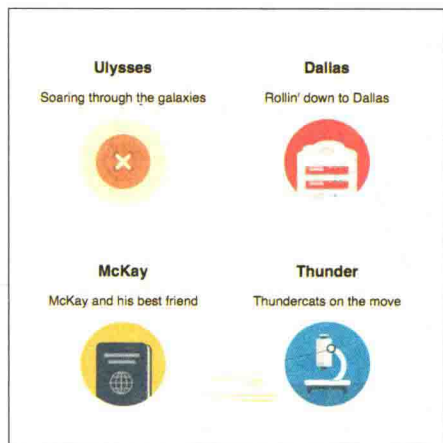 Ulysses
Soaring through the galaxies
Dallas
Rollin' down to Dallas
McKay
McKay and his best friend
Thunder
Thundercats on the move